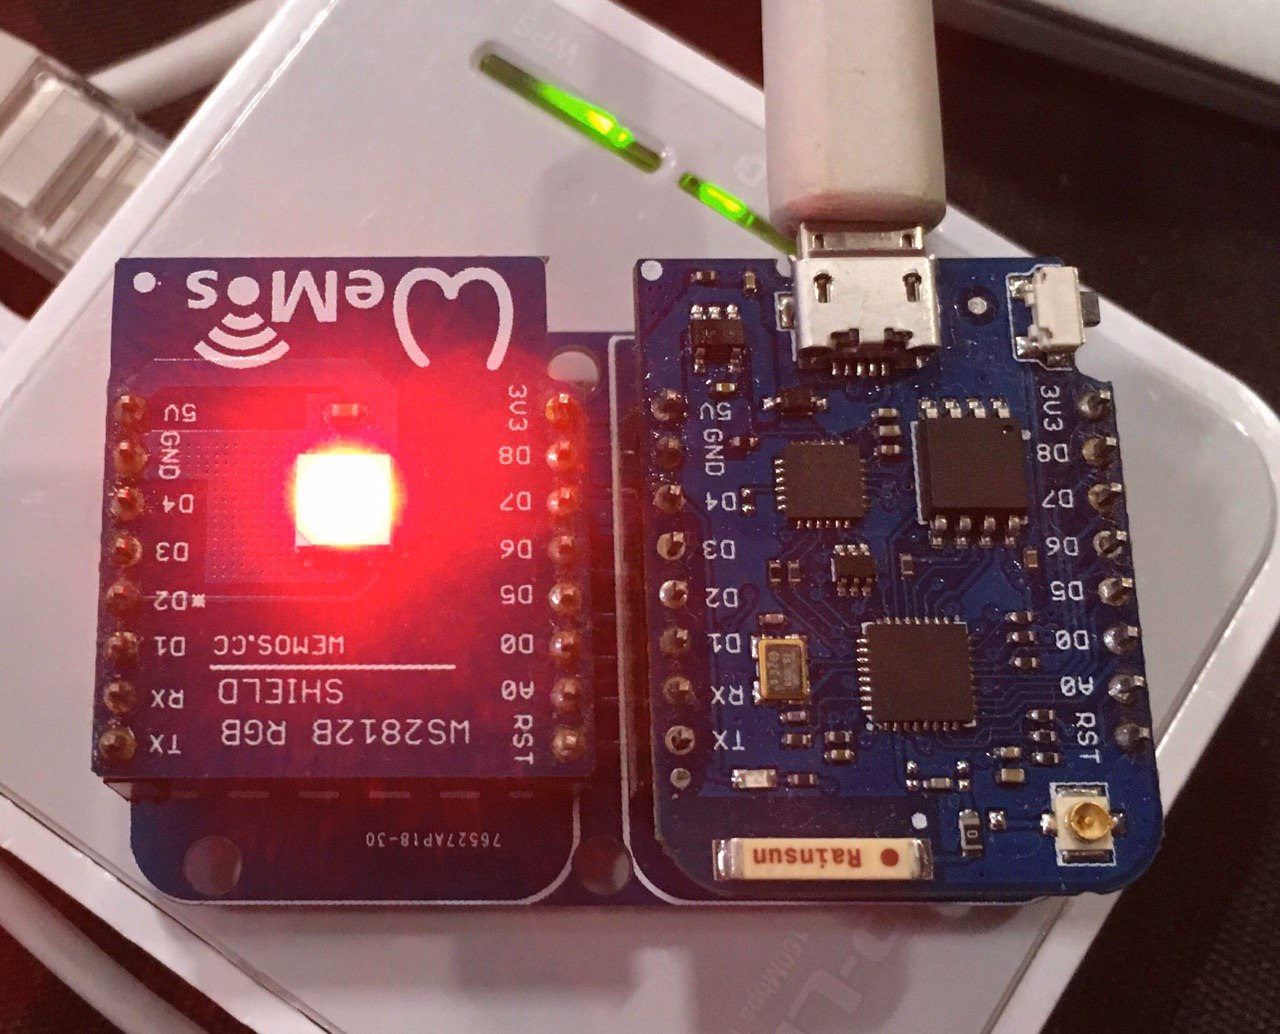 WPS
WeMos
5V
GND
D4
D3
*D2
D1
RX
TX
3V3
D8
D7
D6
D5
D0
A0
RST
WS2812B RGB
SHIELD
WEMOS.CC
76527AP18-30
5V
GND
D4
D3
D2
D1
RX
TX
3V3
D8
D7
D6
D5
D0
A0
RST
Rainsun
0